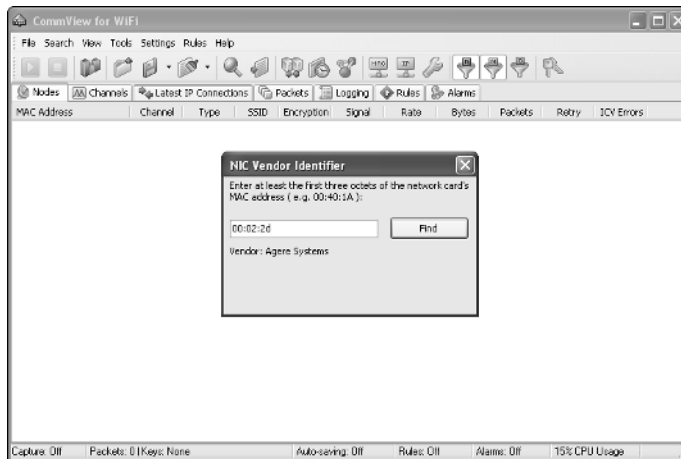 CommView for WiFi
File Search View Tools Settings Rules Help
Nodes Channels Latest IP Connections Packets Logging Rules Alarms
MAC Address Channel Type SSID Encryption Signal Rate Bytes Packets Retry ICV Errors
NIC Vendor Identifier
Enter at least the first three octets of the network card's
MAC address ( e.g. 00:40:1A ):
00:02:2d Find
Vendor: Agere Systems
Capture: Off Packets: 0 | Keys: None Auto-saving: Off Rules: Off Alarms: Off 15% CPU Usage